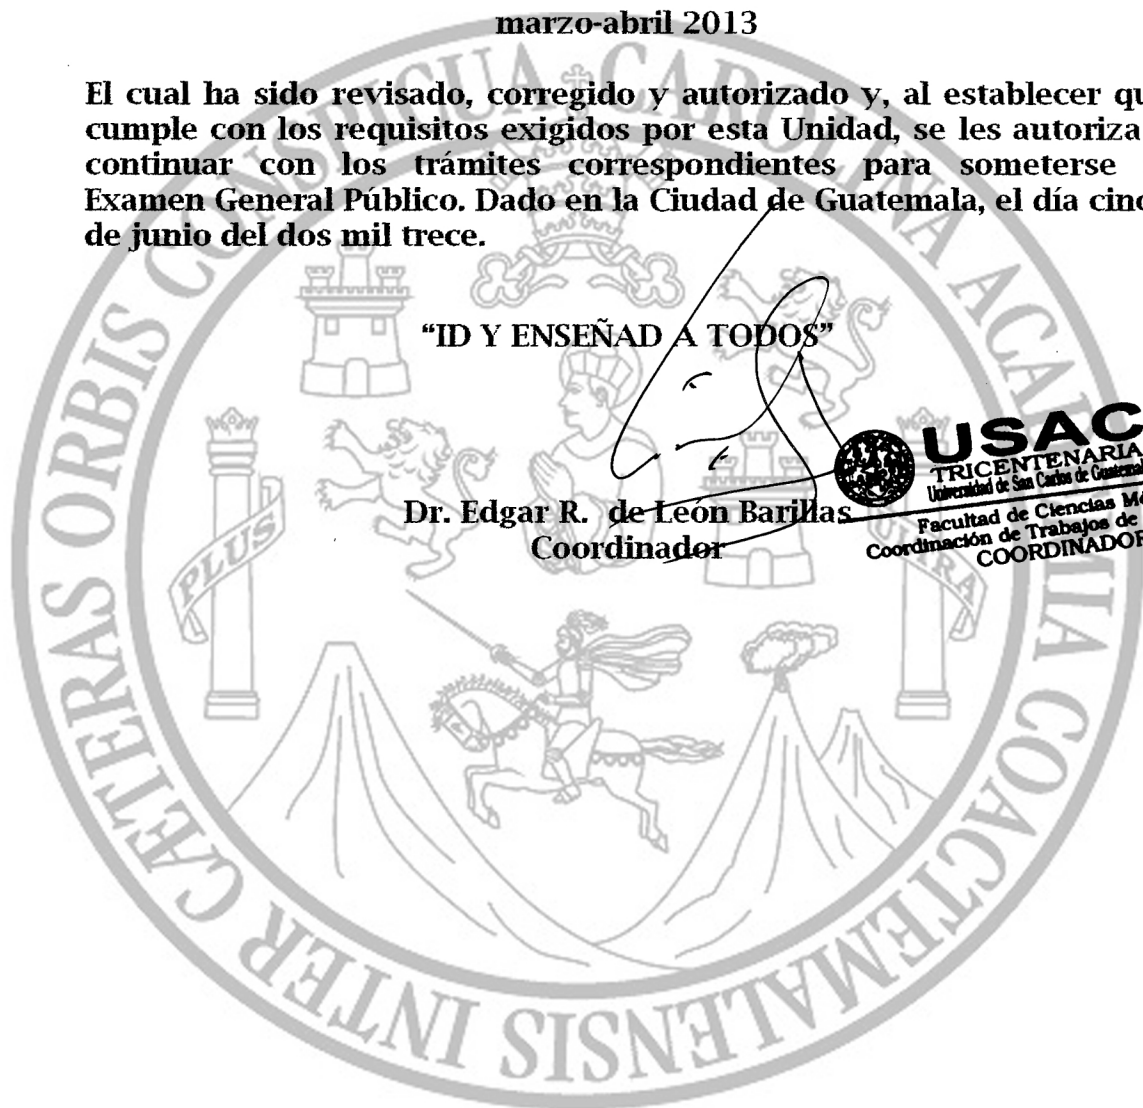 marzo-abril 2013
El cual ha sido revisado, corregido y autorizado y, al establecer qu
cumple con los requisitos exigidos por esta Unidad, se les autoriza
continuar con los trámites correspondientes para someterse
Examen General Público. Dado en la Ciudad de Guatemala, el día cinc
de junio del dos mil trece.
“ID Y ENSEÑAD A TODOS”
USAC
TRICENTENARIA
Universidad de San Carlos de Guatemala
Dr. Edgar R. de León Barillas
Coordinador
Facultad de Ciencias Mé
Coordinación de Trabajos de
COORDINADOR
PLUS
CAROLINA ACADEMIA COACTEMALENSIS INTER CÆTERAS ORBIS CONSPICUA